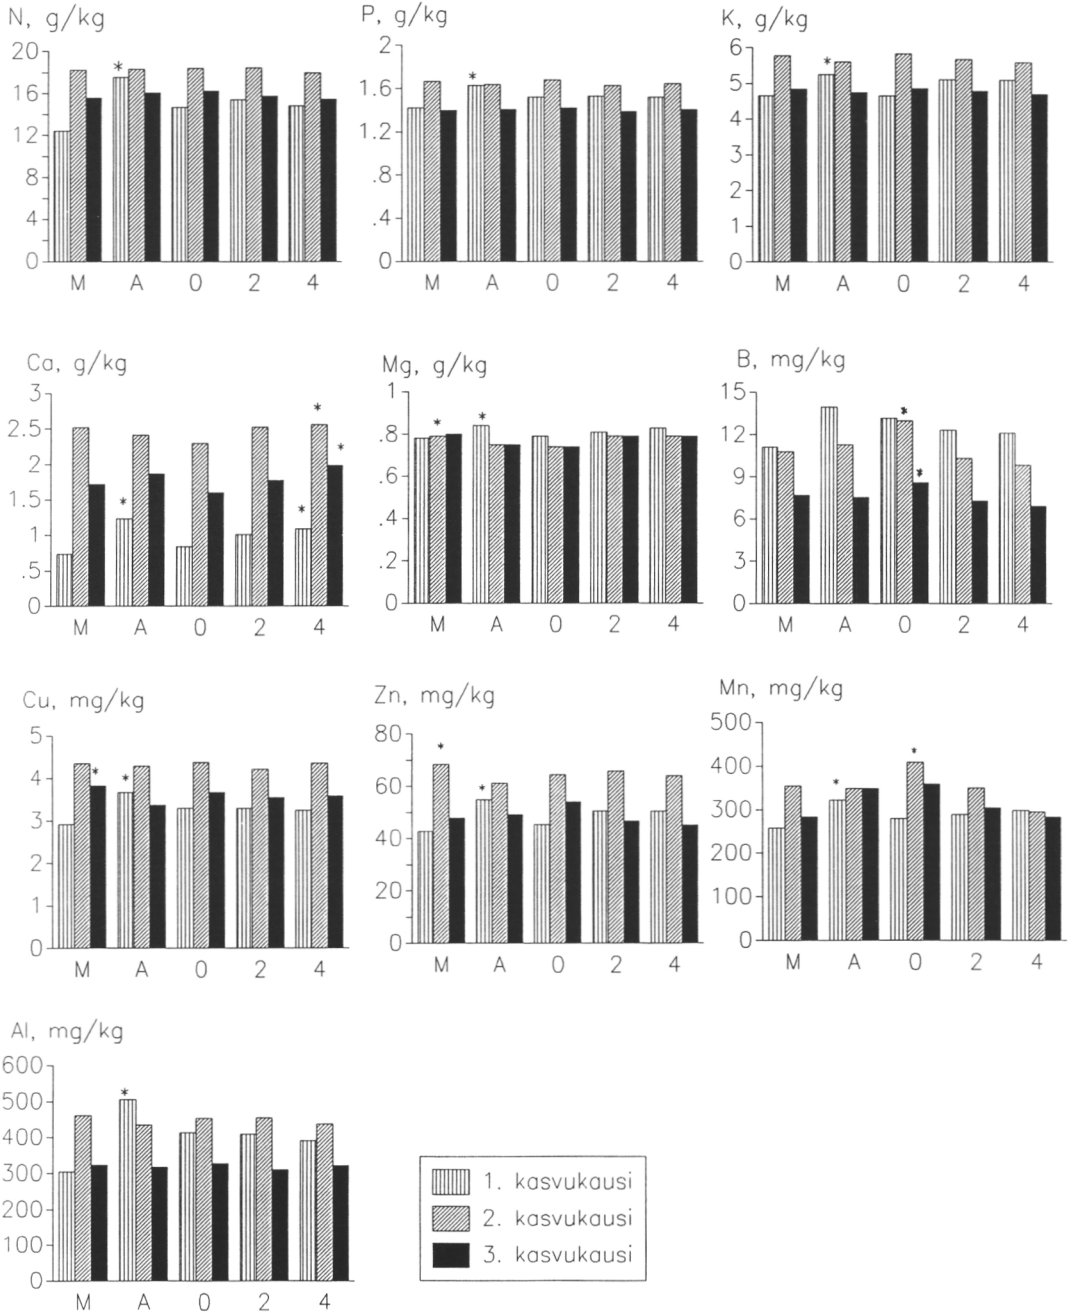 N, g/kg
20
16
12
8
4
0
*
M A 0 2 4
P, g/kg
2
1.6
1.2
.8
.4
0
*
M A 0 2 4
K, g/kg
6
5
4
3
2
1
0
*
M A 0 2 4
Ca, g/kg
3
2.5
2
1.5
1
.5
0
* * * *
M A 0 2 4
Mg, g/kg
1
.8
.6
.4
.2
0
* *
M A 0 2 4
B, mg/kg
15
12
9
6
3
0
* *
M A 0 2 4
Cu, mg/kg
5
4
3
2
1
0
* *
M A 0 2 4
Zn, mg/kg
80
60
40
20
0
* *
M A 0 2 4
Mn, mg/kg
500
400
300
200
100
0
* *
M A 0 2 4
Al, mg/kg
600
500
400
300
200
100
0
*
M A 0 2 4
1. kasvukausi
2. kasvukausi
3. kasvukausi